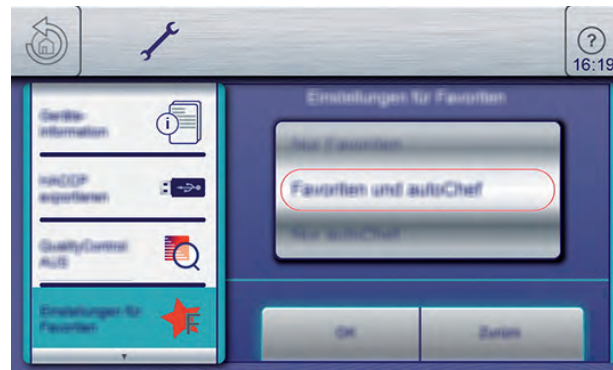 ?
16:19
Geräte-
information
HACCP
exportieren
QualityControl
AUS
Einstellungen für
Favoriten
F
Einstellungen für Favoriten
Nur Favoriten
Favoriten und autoChef
Nur autoChef
OK
Zurück